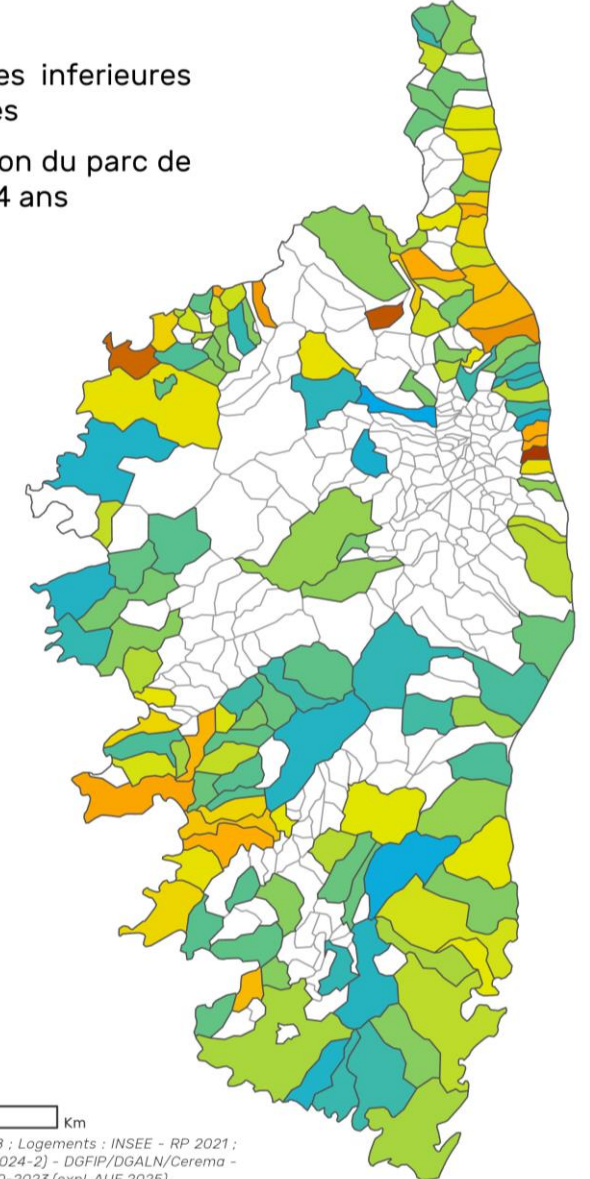 es inferieures
es
on du parc de
4 ans
Km
; Logements : INSEE - RP 2021 ;
024-2) - DGFIP/DGALN/Cerema -